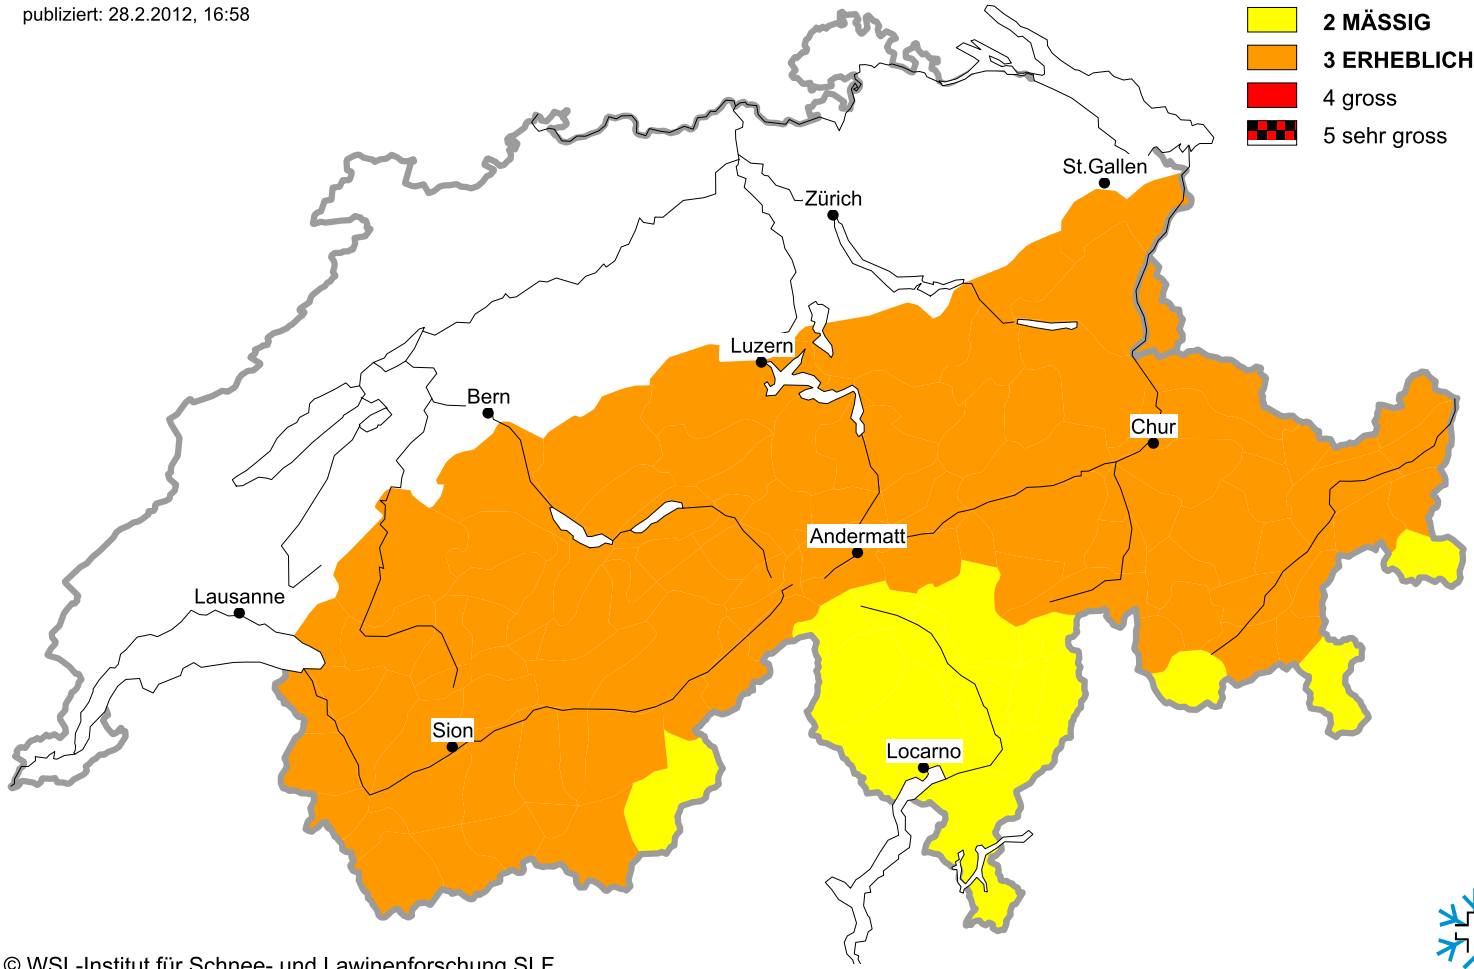 publiziert: 28.2.2012, 16:58
2 MÄSSIG
3 ERHEBLICH
4 gross
5 sehr gross
St.Gallen
Zürich
Luzern
Bern
Chur
Andermatt
Lausanne
Sion
Locarno
© WSL-Institut für Schnee- und Lawinenforschung SLF